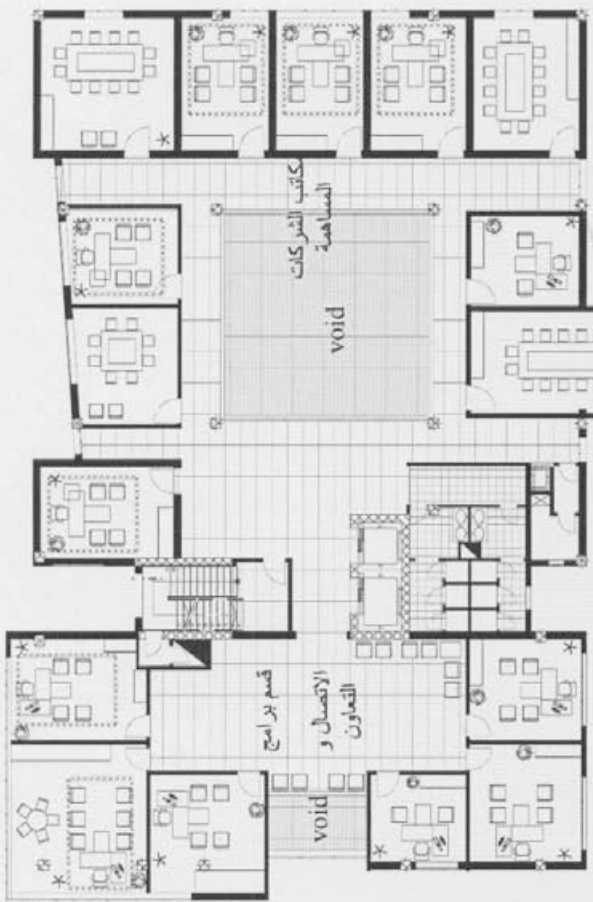 مكاتب الشركات
المساهمة
void
قسم برامج
الاتصال و
التعاون
void